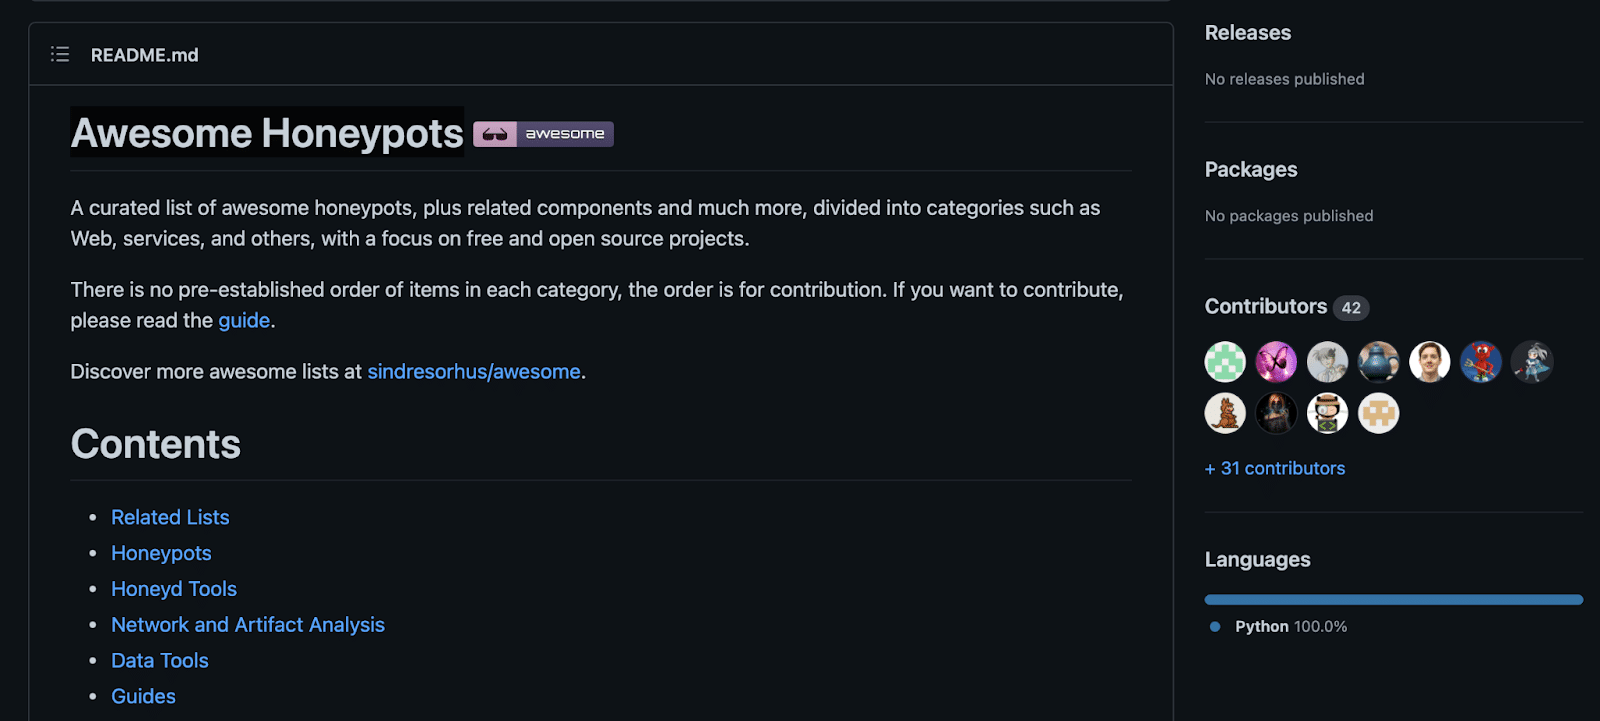 README.md
Awesome Honeypots awesome
A curated list of awesome honeypots, plus related components and much more, divided into categories such as
Web, services, and others, with a focus on free and open source projects.
There is no pre-established order of items in each category, the order is for contribution. If you want to contribute,
please read the guide.
Discover more awesome lists at sindresorhus/awesome.
Contents
Related Lists
Honeypots
Honeyd Tools
Network and Artifact Analysis
Data Tools
Guides
Releases
No releases published
Packages
No packages published
Contributors 42
+ 31 contributors
Languages
Python 100.0%